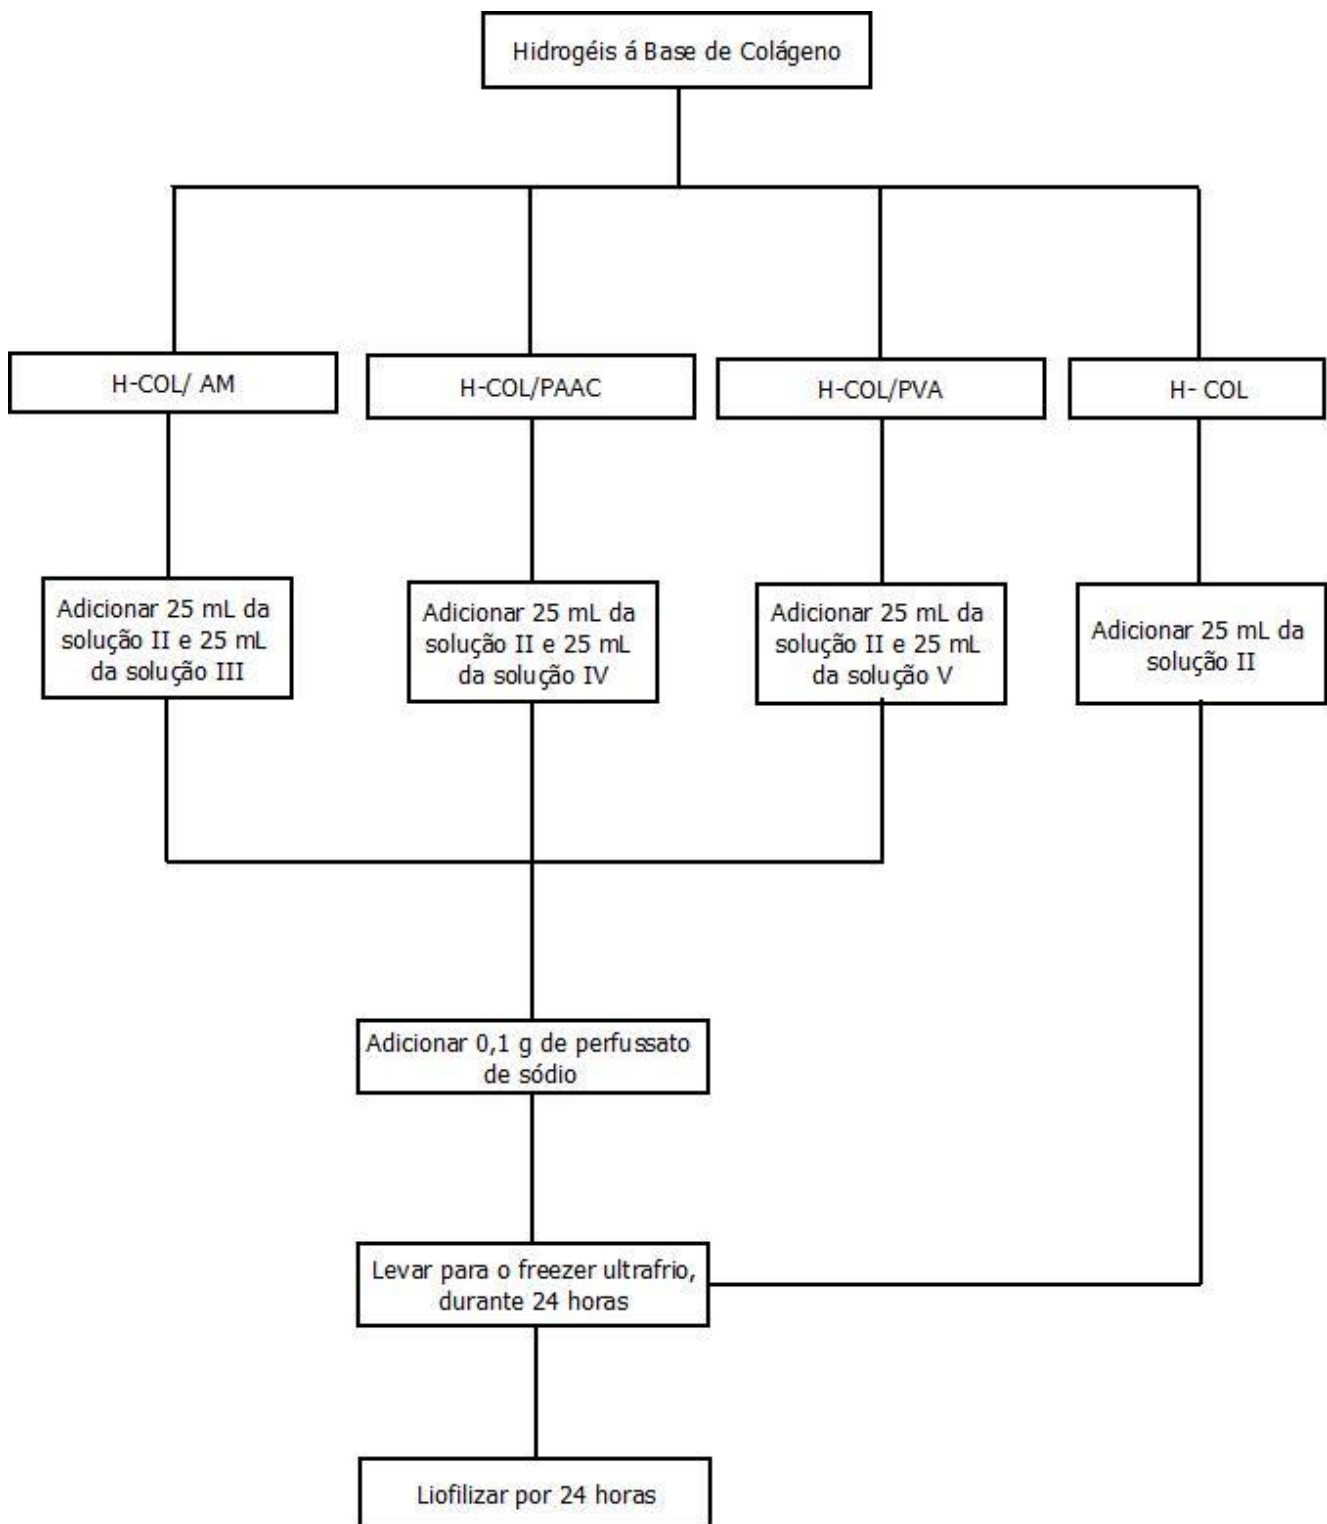 Hidrogéis á Base de Colágeno
H-COL/ AM
H-COL/PAAC
H-COL/PVA
H- COL
Adicionar 25 mL da
solução II e 25 mL
da solução III
Adicionar 25 mL da
solução II e 25 mL
da solução IV
Adicionar 25 mL da
solução II e 25 mL
da solução V
Adicionar 25 mL da
solução II
Adicionar 0,1 g de perfussato
de sódio
Levar para o freezer ultrafrio,
durante 24 horas
Liofilizar por 24 horas